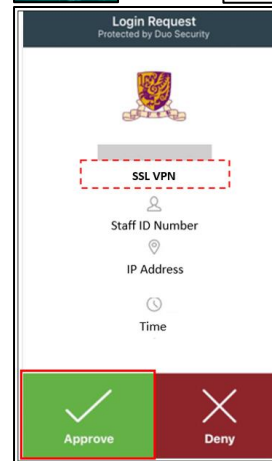 Login Request
Protected by Duo Security
SSL VPN
Staff ID Number
IP Address
Time
Approve
Deny